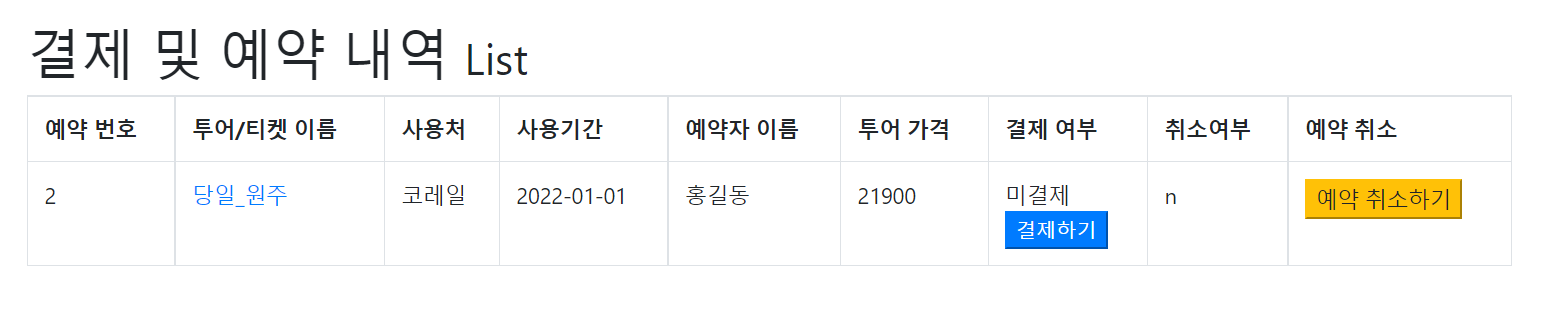 결제 및 예약 내역 List
예약 번호 투어/티켓 이름 사용처 사용기간 예약자 이름 투어 가격 결제 여부 취소여부 예약 취소
2 당일_원주 코레일 2022-01-01 홍길동 21900 미결제 n 예약 취소하기
결제하기